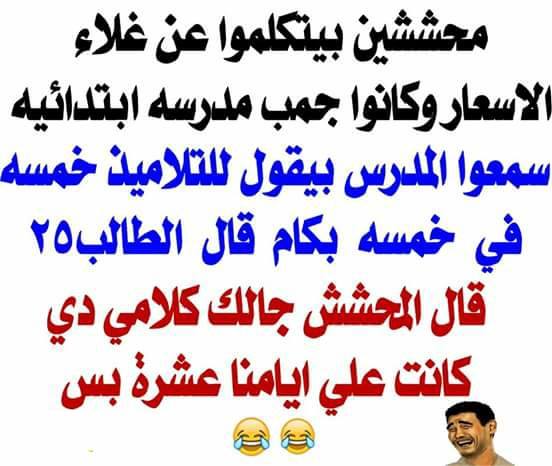 محششين بيتكلموا عن غلاء
الاسعار وكانوا جمب مدرسه ابتدائيه
سمعوا المدرس بيقول للتلاميذ خمسه
في خمسه بكام قال الطالب٢٥
قال المحشش جالك كلامي دي
كانت علي ايامنا عشرة بس
😂😂